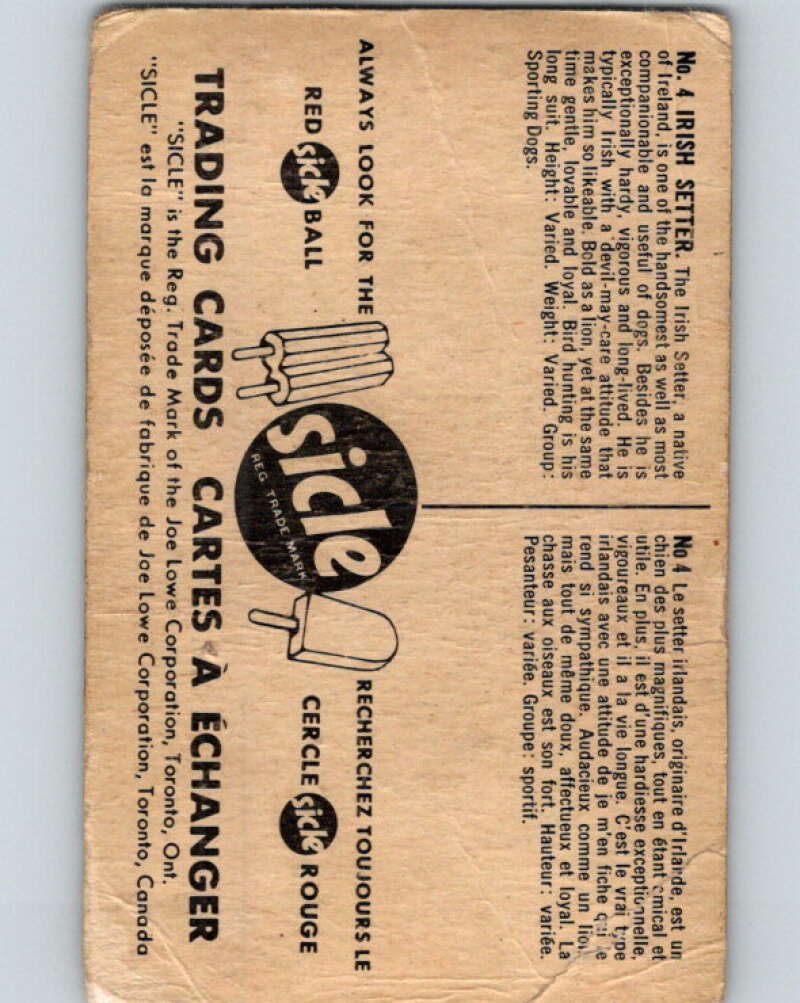 No. 4 IRISH SETTER. The Irish Setter, a native
of Ireland, is one of the handsomest as well as most
companionable and useful of dogs. Besides he is
exceptionally hardy, vigorous and long-lived. He is
typically Irish with a devil-may-care attitude that
makes him so likeable. Bold as a lion, yet at the same
time gentle, lovable and loyal. Bird hunting is his
long suit. Height: Varied. Weight: Varied. Group:
Sporting Dogs.
No 4 Le setter irlandais, originaire d'Irlande, est un
chien des plus magnifiques, tout en étant amical et
utile. En plus, il est d'une hardiesse exceptionnelle,
vigoureaux et il a la vie longue. C'est le vrai type
irlandais avec une attitude de je m'en fiche qui le
rend si sympathique. Audacieux comme un lion
mais tout de même doux, affectueux et loyal. La
chasse aux oiseaux est son fort. Hauteur: variée.
Pesanteur: variée. Groupe: sportif.
ALWAYS LOOK FOR THE
RED sicle BALL
sicle
REG TRADE MARK
RECHERCHEZ TOUJOURS LE
CERCLE sicle ROUGE
TRADING CARDS CARTES À ÉCHANGER
"SICLE" is the Reg. Trade Mark of the Joe Lowe Corporation, Toronto, Ont.
"SICLE" est la marque déposée de fabrique de Joe Lowe Corporation, Toronto, Canada